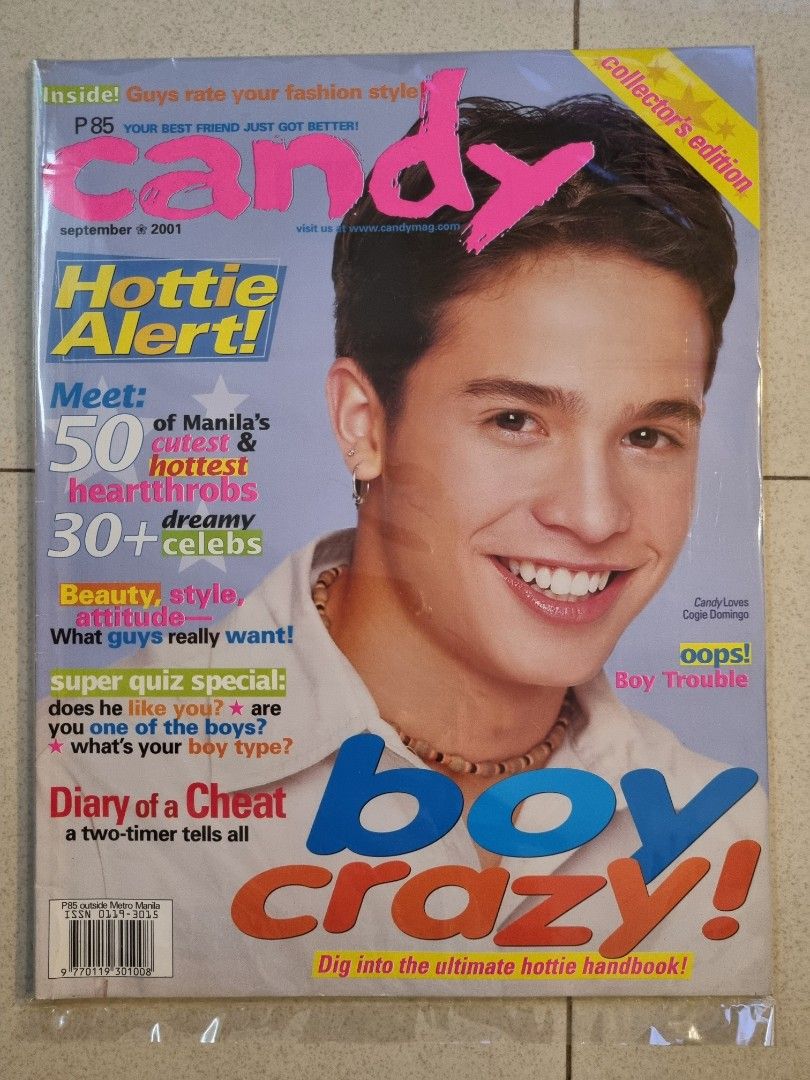 Inside! Guys rate your fashion style!
collector's edition
P85 YOUR BEST FRIEND JUST GOT BETTER!
candy
september ❀ 2001
visit us at www.candymag.com
Hottie
Alert!
Meet:
50 of Manila's
cutest &
hottest
heartthrobs
30+ dreamy
celebs
Beauty, style,
attitude—
What guys really want!
Candy Loves
Cogie Domingo
oops!
Boy Trouble
super quiz special:
does he like you? ★ are
you one of the boys?
★ what's your boy type?
Diary of a Cheat
a two-timer tells all
boy
crazy!
Dig into the ultimate hottie handbook!
P85 outside Metro Manila
ISSN 0119-3015
9 770119 301008